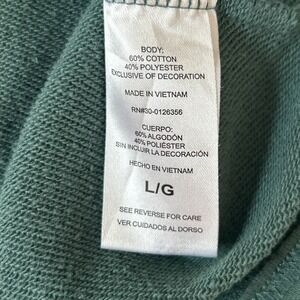 BODY:
60% COTTON
40% POLYESTER
EXCLUSIVE OF DECORATION
MADE IN VIETNAM
RN#30-0126356
CUERPO:
60% ALGODÓN
40% POLIÉSTER
SIN INCLUIR LA DECORACIÓN
HECHO EN VIETNAM
L/G
SEE REVERSE FOR CARE
VER CUIDADOS AL DORSO